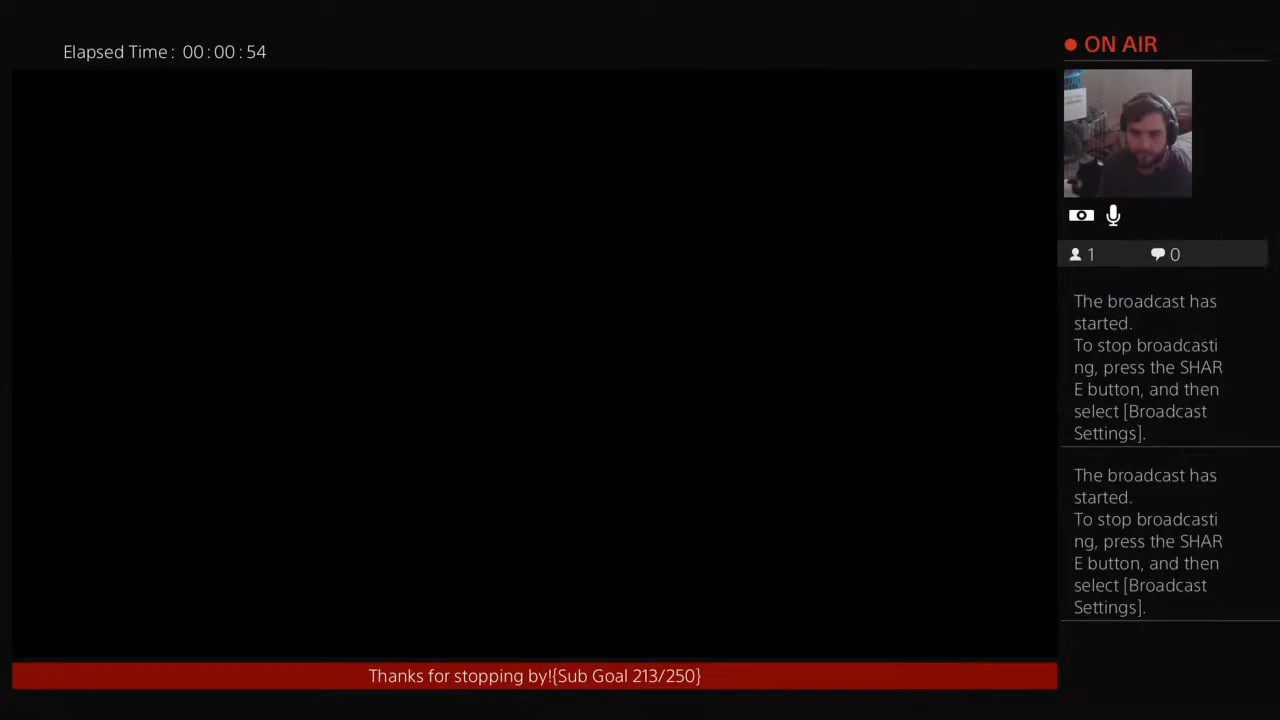 Elapsed Time: 00:00:54
ON AIR
1
0
The broadcast has
started.
To stop broadcasti
ng, press the SHAR
E button, and then
select [Broadcast
Settings].
The broadcast has
started.
To stop broadcasti
ng, press the SHAR
E button, and then
select [Broadcast
Settings].
Thanks for stopping by!{Sub Goal 213/250}